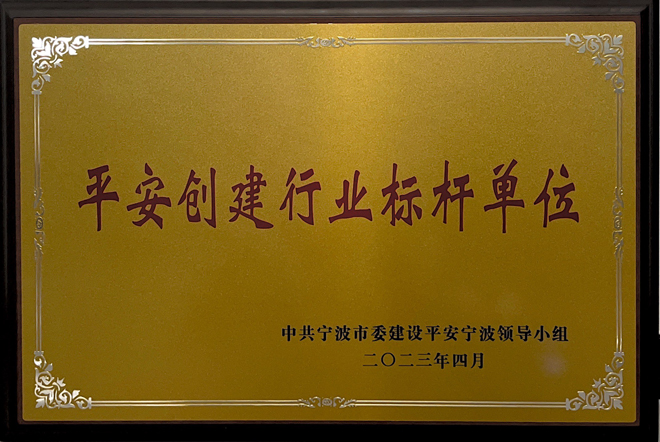 平安创建行业标杆单位
中共宁波市委建设平安宁波领导小组
二〇二三年四月